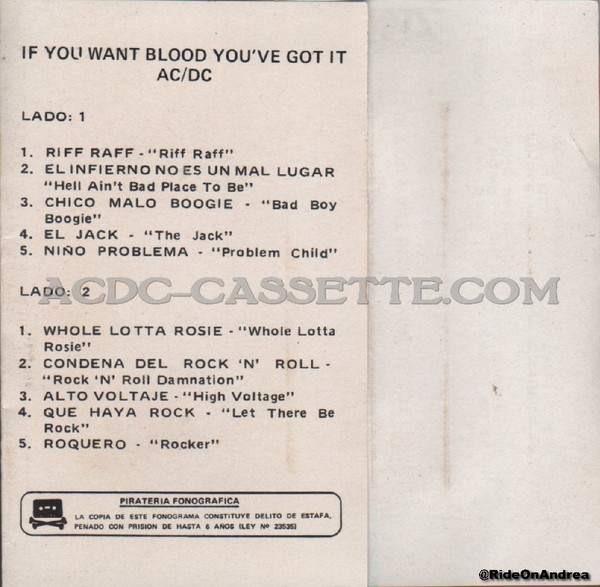 IF YOU WANT BLOOD YOU'VE GOT IT
AC/DC
LADO: 1
1. RIFF RAFF - "Riff Raff"
2. EL INFIERNO NO ES UN MAL LUGAR
"Hell Ain't Bad Place To Be"
3. CHICO MALO BOOGIE - "Bad Boy
Boogie"
4. EL JACK - "The Jack"
5. NIÑO PROBLEMA - "Problem Child"
ACDC-CASSETTE.COM
LADO: 2
1. WHOLE LOTTA ROSIE - "Whole Lotta
Rosie"
2. CONDENA DEL ROCK 'N' ROLL -
"Rock 'N' Roll Damnation"
3. ALTO VOLTAJE - "High Voltage"
4. QUE HAYA ROCK - "Let There Be
Rock"
5. ROQUERO - "Rocker"
PIRATERIA FONOGRAFICA
LA COPIA DE ESTE FONOGRAMA CONSTITUYE DELITO DE ESTAFA,
PENADO CON PRISION DE HASTA 6 AÑOS (LEY Nº 23535)
@RideOnAndrea